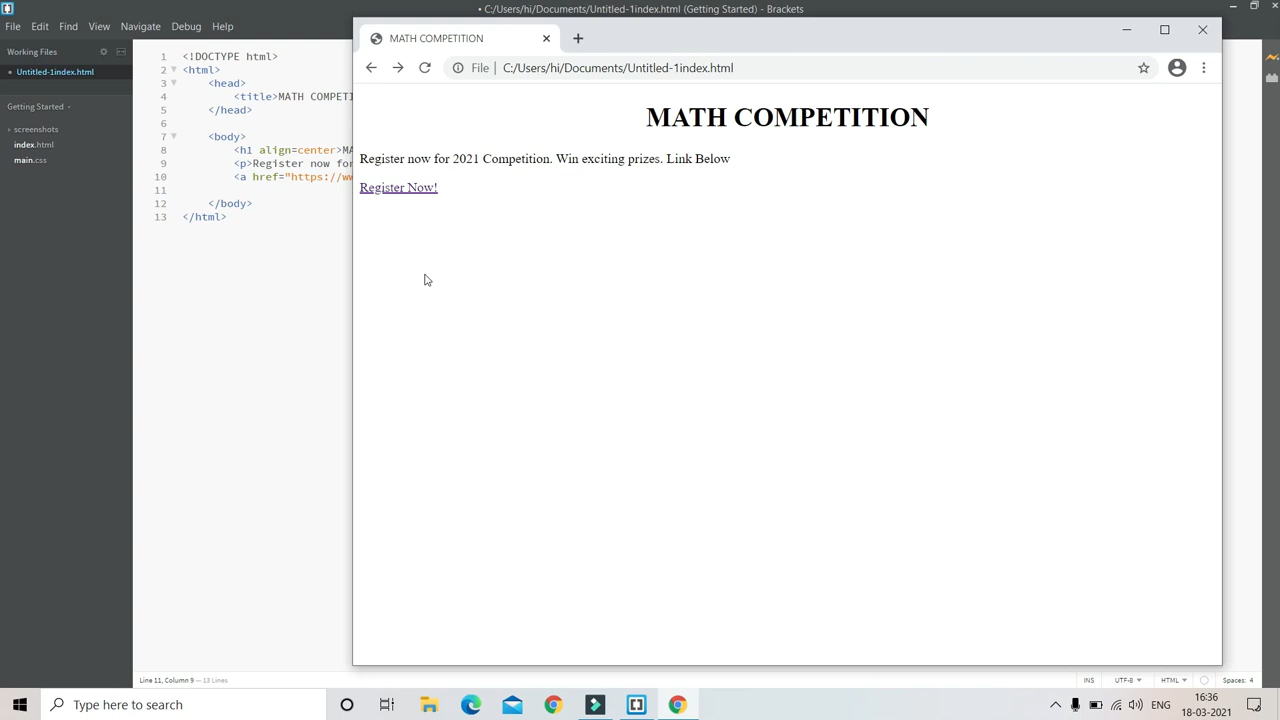 • C:/Users/hi/Documents/Untitled-1index.html (Getting Started) - Brackets
File Edit Find View Navigate Debug Help
Working Files
• Untitled-1index.html
Getting Started
screenshots
index.html
main.css
1 <!DOCTYPE html>
2 <html>
3 <head>
4 <title>MATH COMPETI
5 </head>
6
7 <body>
8 <h1 align=center>MA
9 <p>Register now for
10 <a href="https://ww
11
12 </body>
13 </html>
MATH COMPETITION
File C:/Users/hi/Documents/Untitled-1index.html
MATH COMPETITION
Register now for 2021 Competition. Win exciting prizes. Link Below
Register Now!
Line 11, Column 9 — 13 Lines
INS UTF-8 HTML Spaces: 4
Type here to search
ENG
16:36
18-03-2021